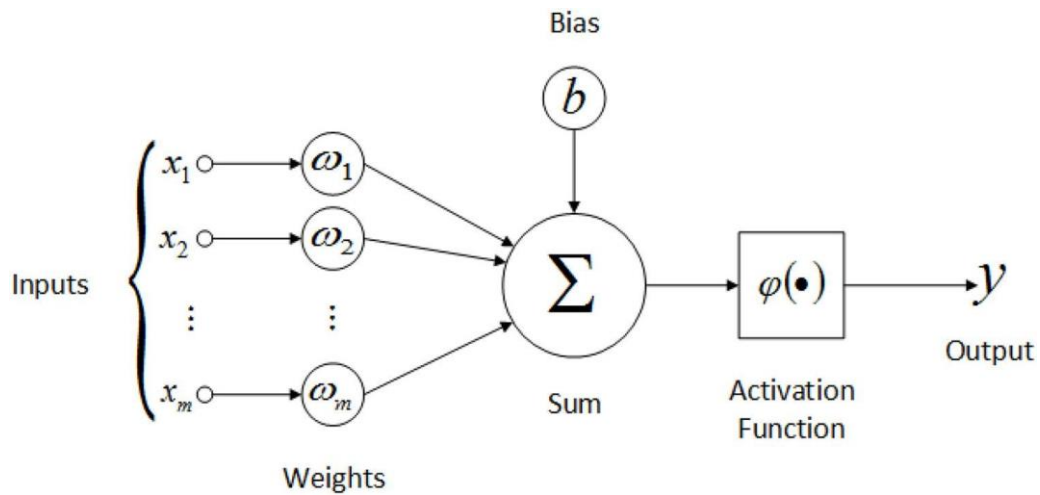 Bias
b
x₁
ω₁
x₂
ω₂
Inputs
⋮
⋮
Σ
φ(•)
y
Output
xₘ
ωₘ
Sum
Activation
Function
Weights